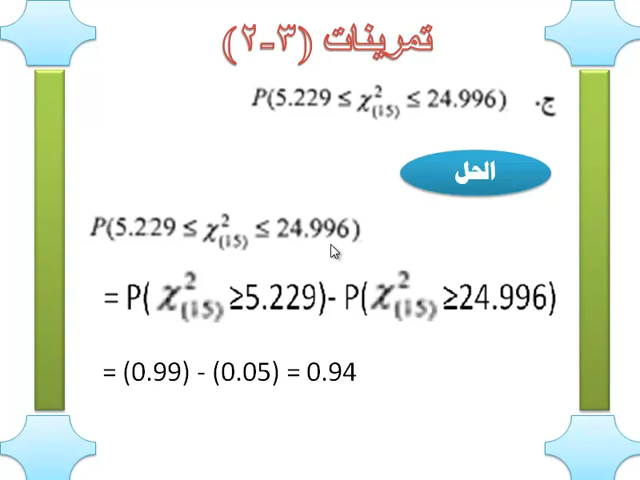 تمرينات (٣-٢)
ج. P(5.229 ≤ χ²₍₁₅₎ ≤ 24.996)
الحل
P(5.229 ≤ χ²₍₁₅₎ ≤ 24.996)
= P( χ²₍₁₅₎ ≥5.229)- P(χ²₍₁₅₎ ≥24.996)
= (0.99) - (0.05) = 0.94